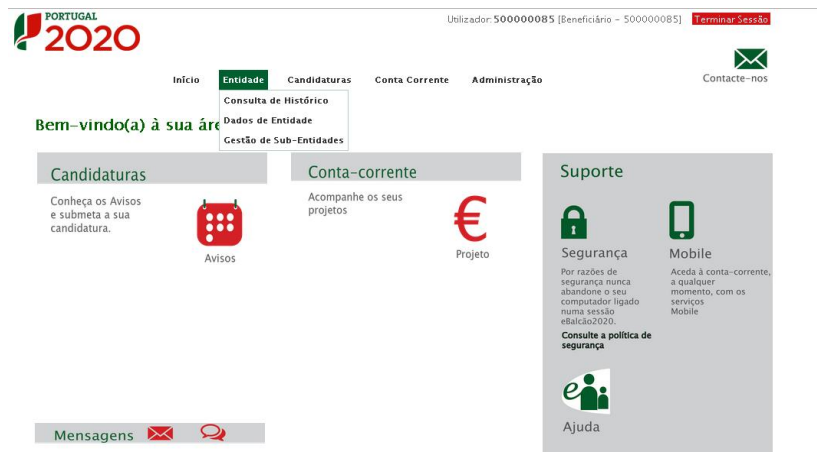 PORTUGAL
2020
Utilizador: 500000085 [Beneficiário - 500000085] Terminar Sessão
Contacte-nos
Início Entidade Candidaturas Conta Corrente Administração
Consulta de Histórico
Dados de Entidade
Gestão de Sub-Entidades
Bem-vindo(a) à sua
Candidaturas
Conheça os Avisos
e submeta a sua
candidatura.
Avisos
Conta-corrente
Acompanhe os seus
projetos
€
Projeto
Suporte
Segurança
Por razões de
segurança nunca
abandone o seu
computador ligado
numa sessão
eBalcão2020.
Consulte a política de
segurança
Mobile
Aceda à conta-corrente,
a qualquer
momento, com os
serviços
Mobile
e
Ajuda
Mensagens